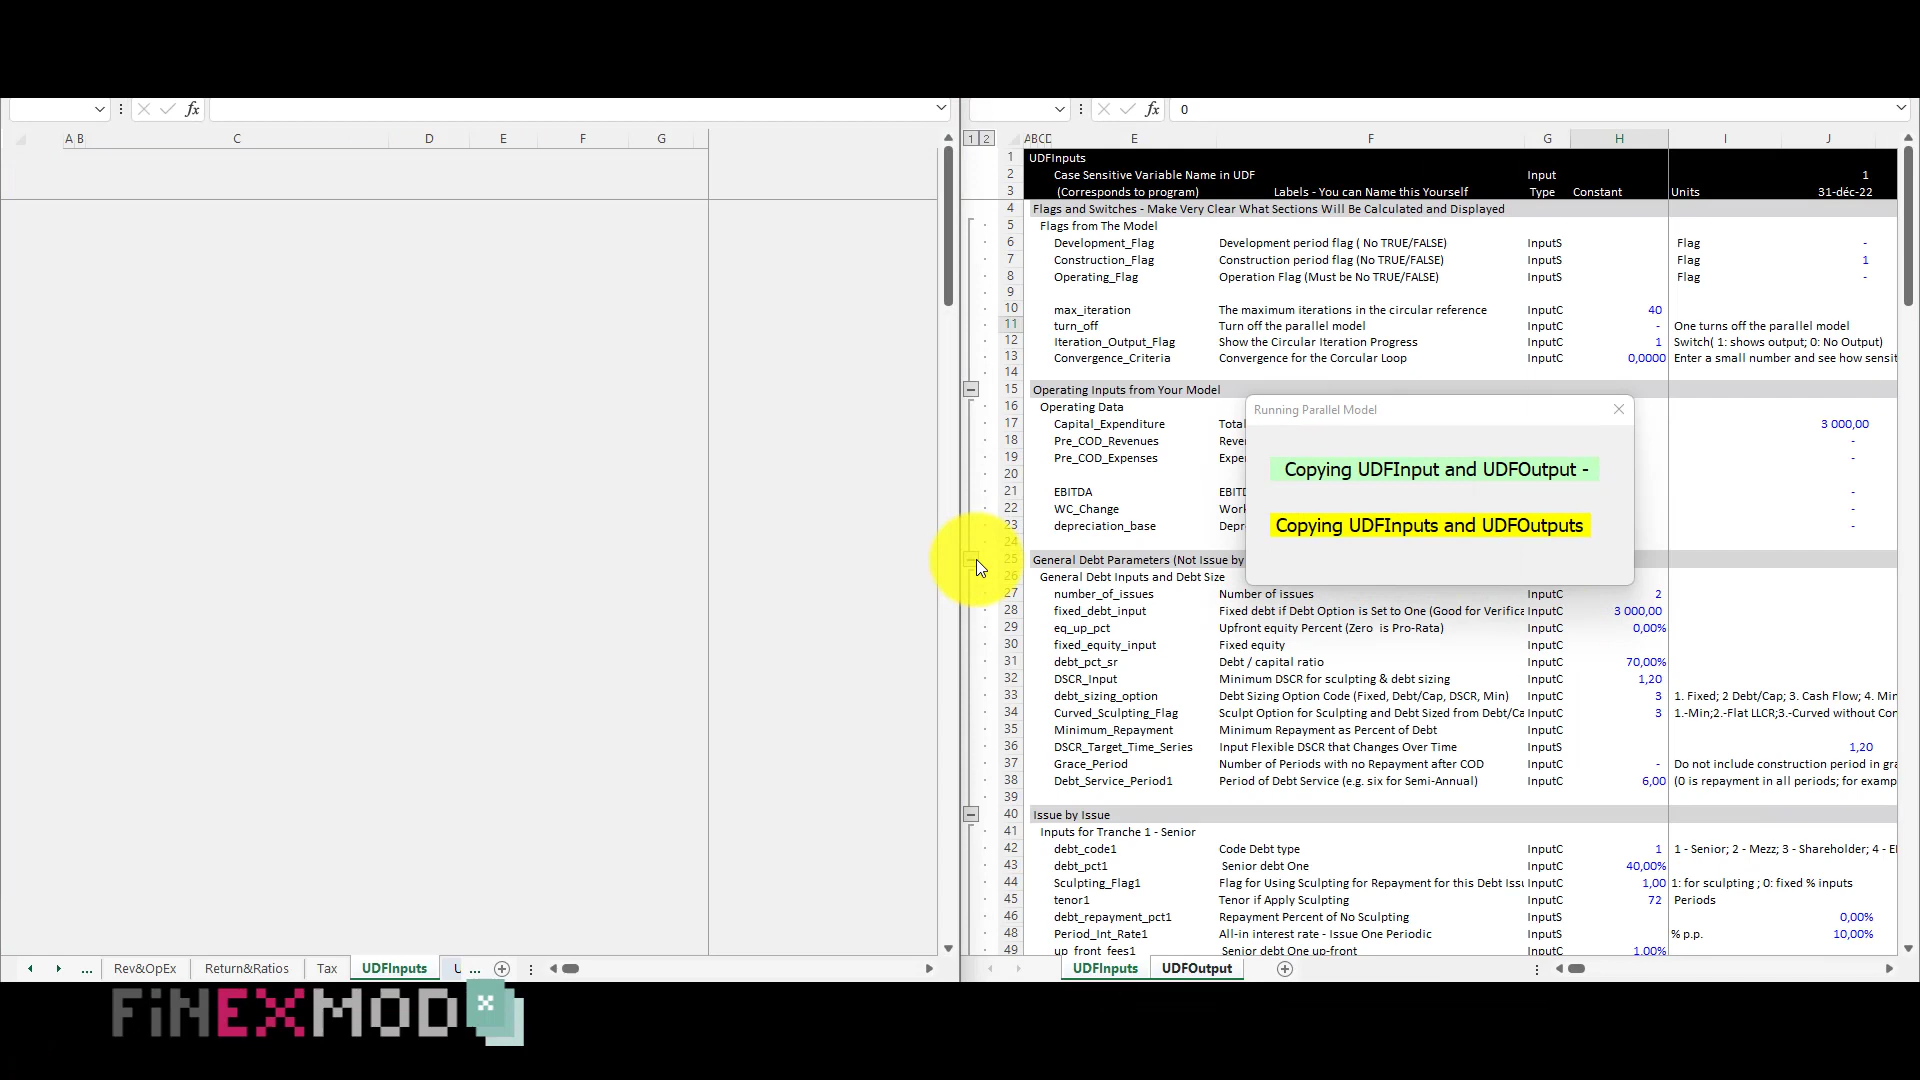 fx
fx 0
A B C D E F G
1 2 ABCD E F G H I J
1 UDFInputs
2 Case Sensitive Variable Name in UDF Input 1
3 (Corresponds to program) Labels - You can Name this Yourself Type Constant Units 31-déc-22
4 Flags and Switches - Make Very Clear What Sections Will Be Calculated and Displayed
5 Flags from The Model
6 Development_Flag Development period flag ( No TRUE/FALSE) InputS Flag -
7 Construction_Flag Construction period flag (No TRUE/FALSE) InputS Flag 1
8 Operating_Flag Operation Flag (Must be No TRUE/FALSE) InputS Flag -
9
10 max_iteration The maximum iterations in the circular reference InputC 40
11 turn_off Turn off the parallel model InputC - One turns off the parallel model
12 Iteration_Output_Flag Show the Circular Iteration Progress InputC 1 Switch( 1: shows output; 0: No Output)
13 Convergence_Criteria Convergence for the Corcular Loop InputC 0,0000 Enter a small number and see how sensit
14
15 Operating Inputs from Your Model
16 Operating Data
17 Capital_Expenditure Total 3 000,00
18 Pre_COD_Revenues Reve -
19 Pre_COD_Expenses Expe -
20
21 EBITDA EBITD -
22 WC_Change Work -
23 depreciation_base Depr -
24
25 General Debt Parameters (Not Issue by
26 General Debt Inputs and Debt Size
27 number_of_issues Number of issues InputC 2
28 fixed_debt_input Fixed debt if Debt Option is Set to One (Good for Verifica InputC 3 000,00
29 eq_up_pct Upfront equity Percent (Zero is Pro-Rata) InputC 0,00%
30 fixed_equity_input Fixed equity InputC
31 debt_pct_sr Debt / capital ratio InputC 70,00%
32 DSCR_Input Minimum DSCR for sculpting & debt sizing InputC 1,20
33 debt_sizing_option Debt Sizing Option Code (Fixed, Debt/Cap, DSCR, Min) InputC 3 1. Fixed; 2 Debt/Cap; 3. Cash Flow; 4. Min
34 Curved_Sculpting_Flag Sculpt Option for Sculpting and Debt Sized from Debt/Ca InputC 3 1.-Min;2.-Flat LLCR;3.-Curved without Con
35 Minimum_Repayment Minimum Repayment as Percent of Debt InputC
36 DSCR_Target_Time_Series Input Flexible DSCR that Changes Over Time InputS 1,20
37 Grace_Period Number of Periods with no Repayment after COD InputC - Do not include construction period in gra
38 Debt_Service_Period1 Period of Debt Service (e.g. six for Semi-Annual) InputC 6,00 (0 is repayment in all periods; for examp
39
40 Issue by Issue
41 Inputs for Tranche 1 - Senior
42 debt_code1 Code Debt type InputC 1 1 - Senior; 2 - Mezz; 3 - Shareholder; 4 - E
43 debt_pct1 Senior debt One InputC 40,00%
44 Sculpting_Flag1 Flag for Using Sculpting for Repayment for this Debt Issu InputC 1,00 1: for sculpting ; 0: fixed % inputs
45 tenor1 Tenor if Apply Sculpting InputC 72 Periods
46 debt_repayment_pct1 Repayment Percent of No Sculpting InputS 0,00%
48 Period_Int_Rate1 All-in interest rate - Issue One Periodic InputS % p.p. 10,00%
49 up_front_fees1 Senior debt One up-front InputC 1,00%
Running Parallel Model
Copying UDFInput and UDFOutput -
Copying UDFInputs and UDFOutputs
... Rev&OpEx Return&Ratios Tax UDFInputs U ...
UDFInputs UDFOutput
FINEXMOD x